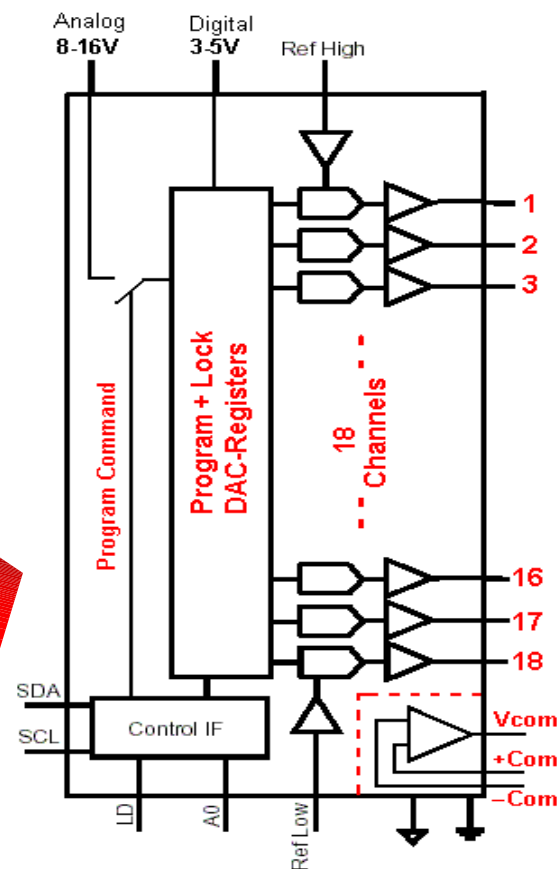 Analog
8-16V
Digital
3-5V
Ref High
1
2
3
Program Command
Program + Lock
DAC-Registers
18
Channels
16
17
18
SDA
SCL
Control IF
Vcom
+Com
–Com
LD
A0
Ref Low